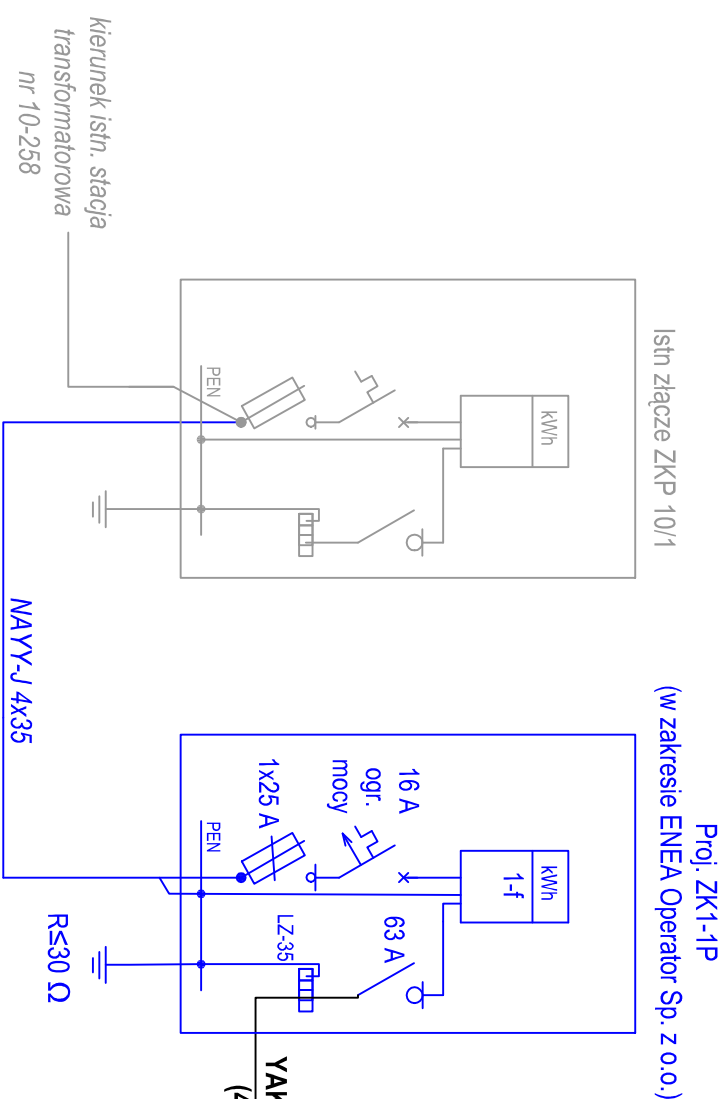 kierunek istn. stacja
transformatorowa
nr 10-258
Istn złącze ZKP 10/1
kWh
PEN
NAYY-J 4x35
Proj. ZK1-1P
(w zakresie ENEA Operator Sp. z o.o.)
kWh
1-f
16 A
ogr.
mocy
1x25 A
63 A
PEN
LZ-35
R≤30 Ω